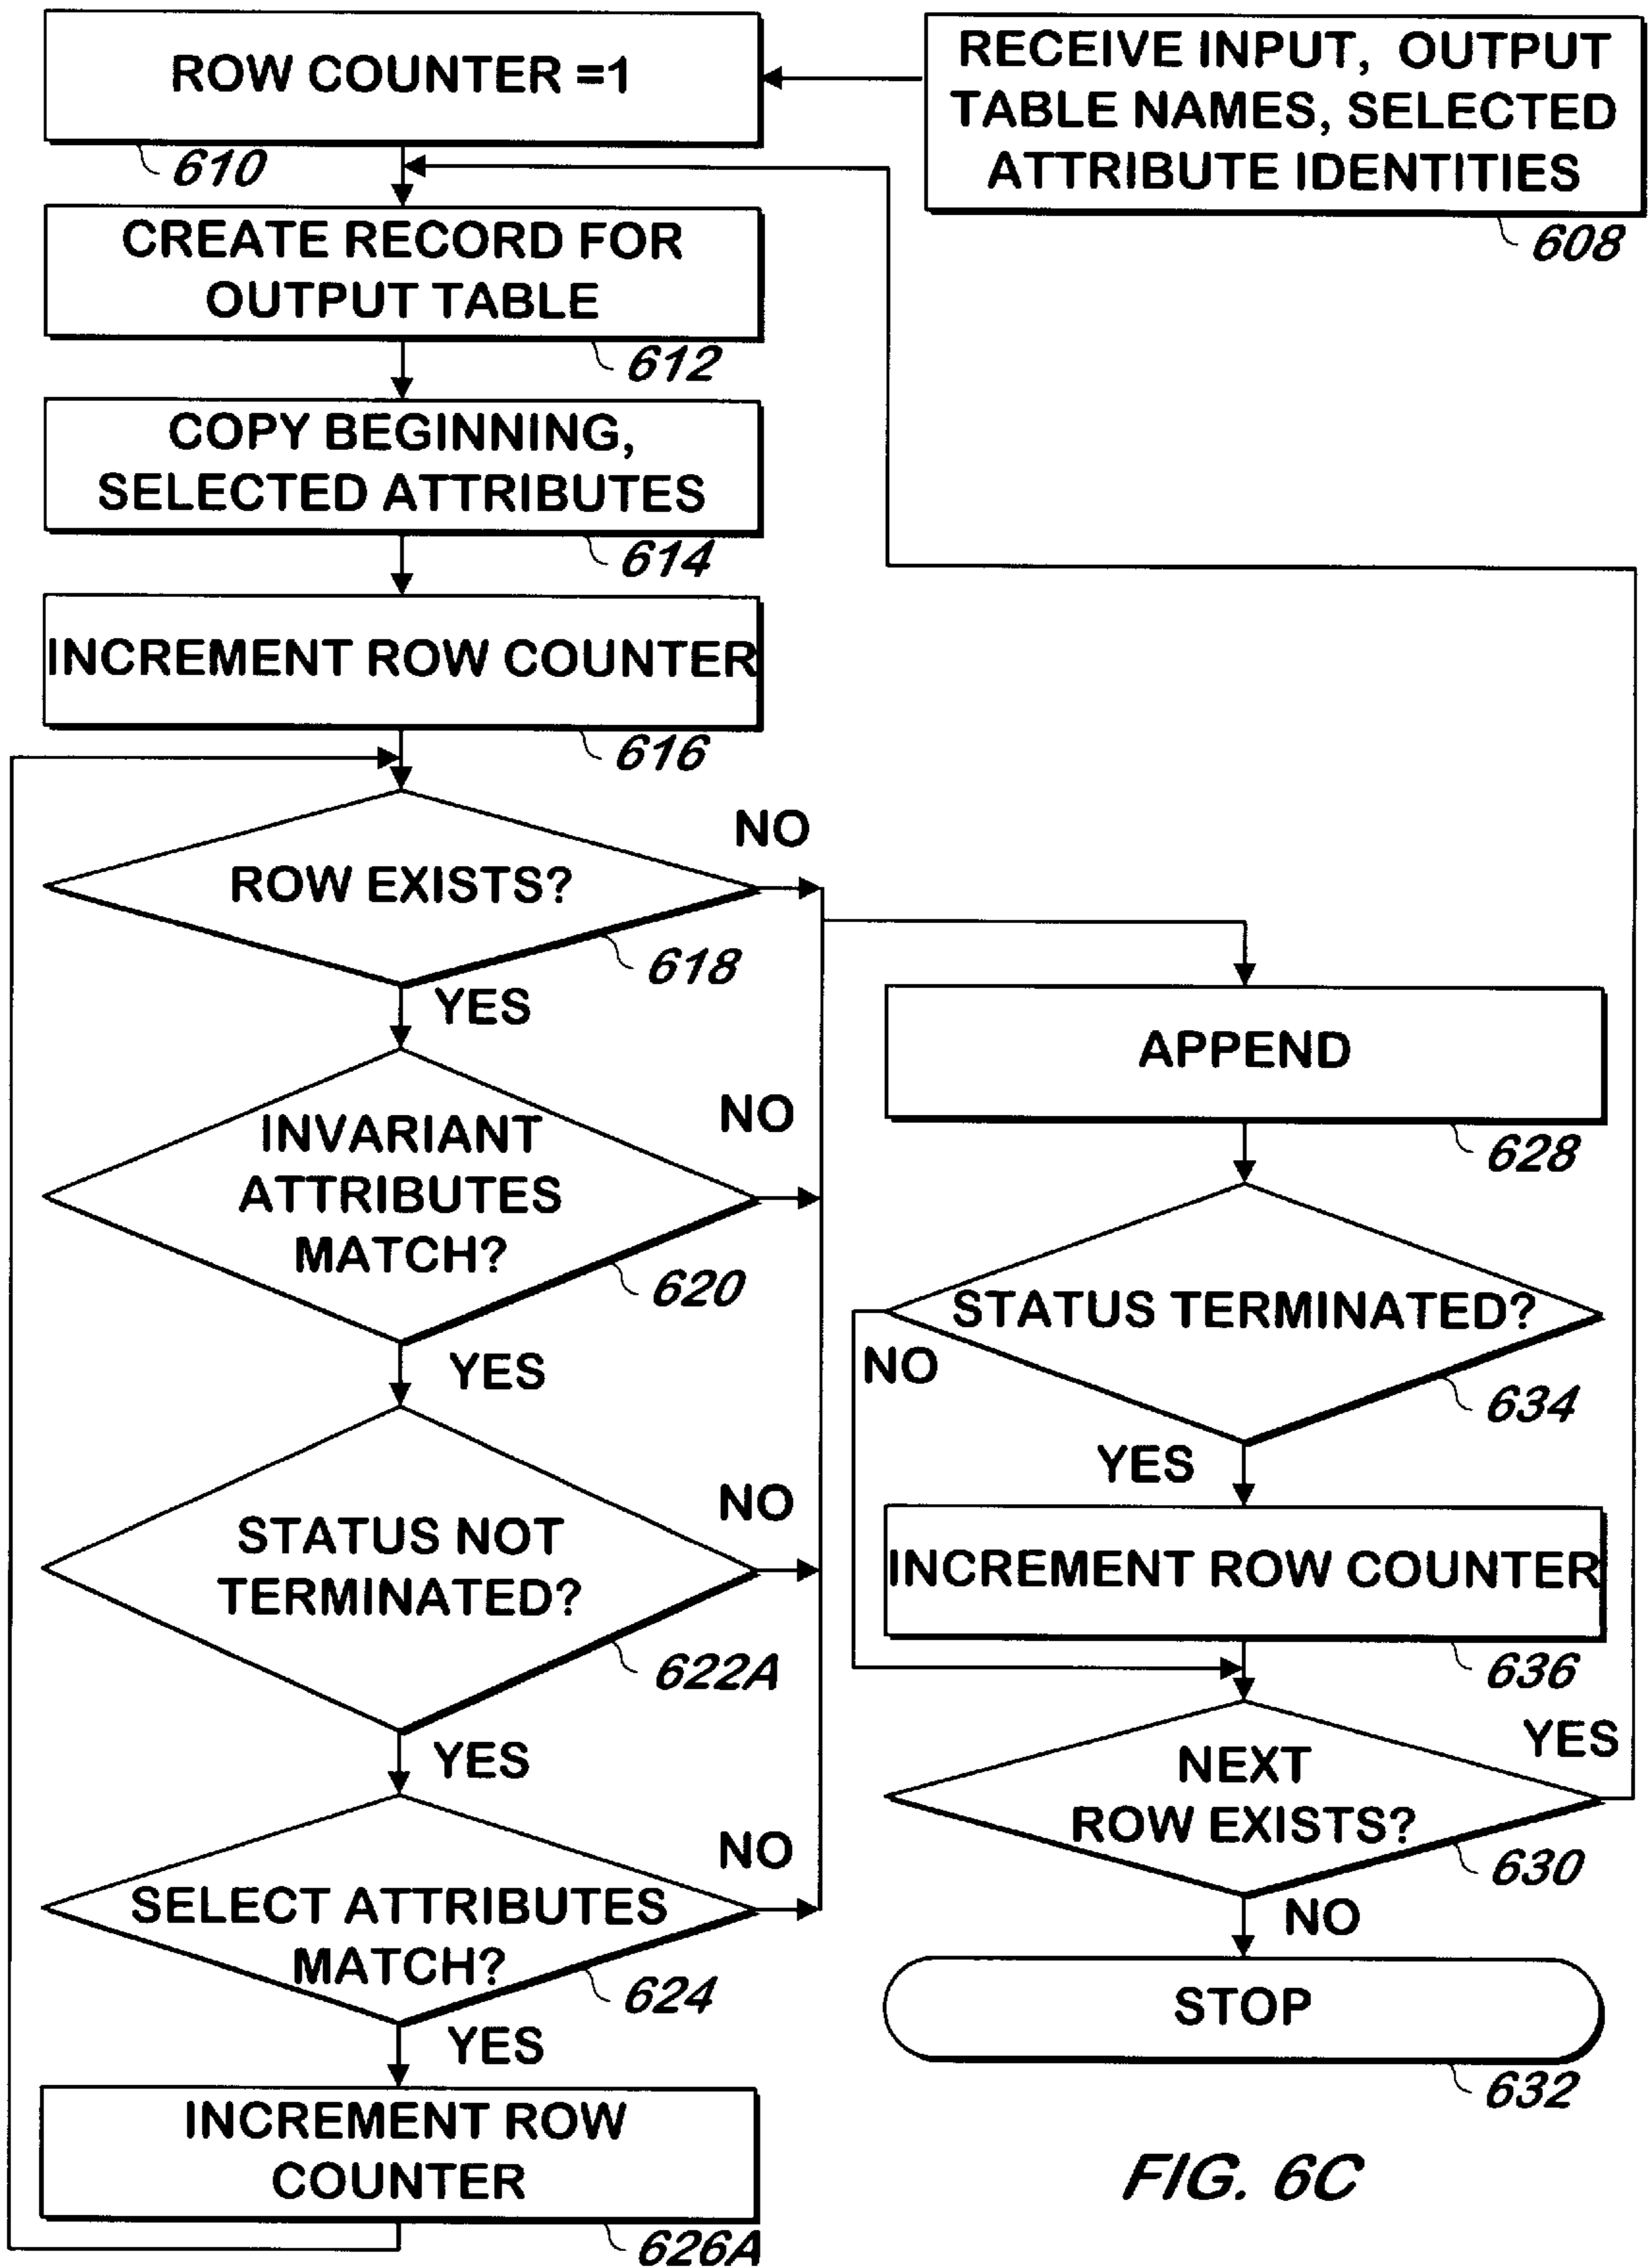 ROW COUNTER =1
610
RECEIVE INPUT, OUTPUT
TABLE NAMES, SELECTED
ATTRIBUTE IDENTITIES
608
CREATE RECORD FOR
OUTPUT TABLE
612
COPY BEGINNING,
SELECTED ATTRIBUTES
614
INCREMENT ROW COUNTER
616
ROW EXISTS?
NO
618
YES
INVARIANT
ATTRIBUTES
MATCH?
NO
620
YES
STATUS NOT
TERMINATED?
NO
622A
YES
SELECT ATTRIBUTES
MATCH?
NO
624
YES
INCREMENT ROW
COUNTER
626A
APPEND
628
STATUS TERMINATED?
NO
634
YES
INCREMENT ROW COUNTER
636
NEXT
ROW EXISTS?
YES
630
NO
STOP
632
FIG. 6C